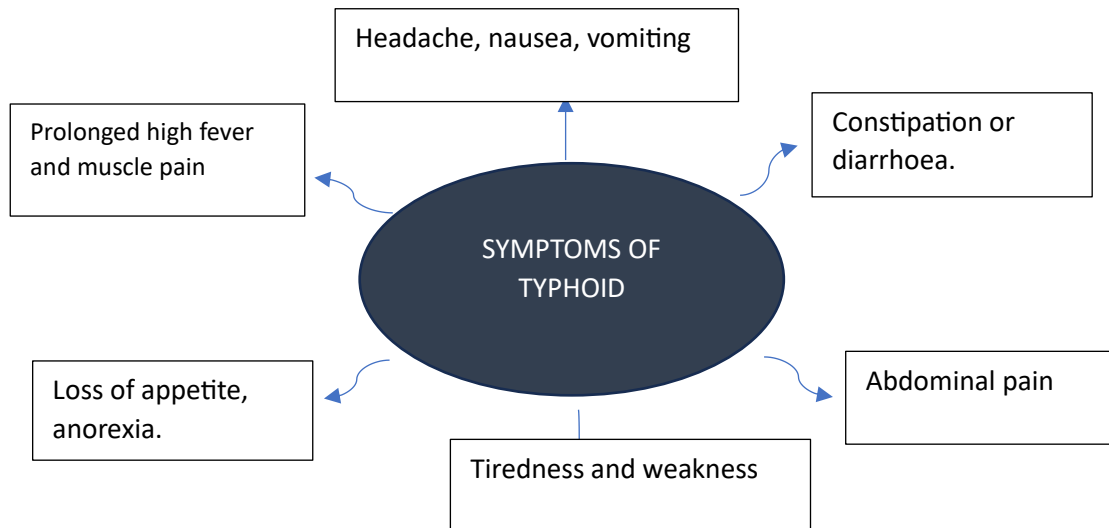 Headache, nausea, vomiting
Prolonged high fever
and muscle pain
Constipation or
diarrhoea.
SYMPTOMS OF
TYPHOID
Loss of appetite,
anorexia.
Abdominal pain
Tiredness and weakness